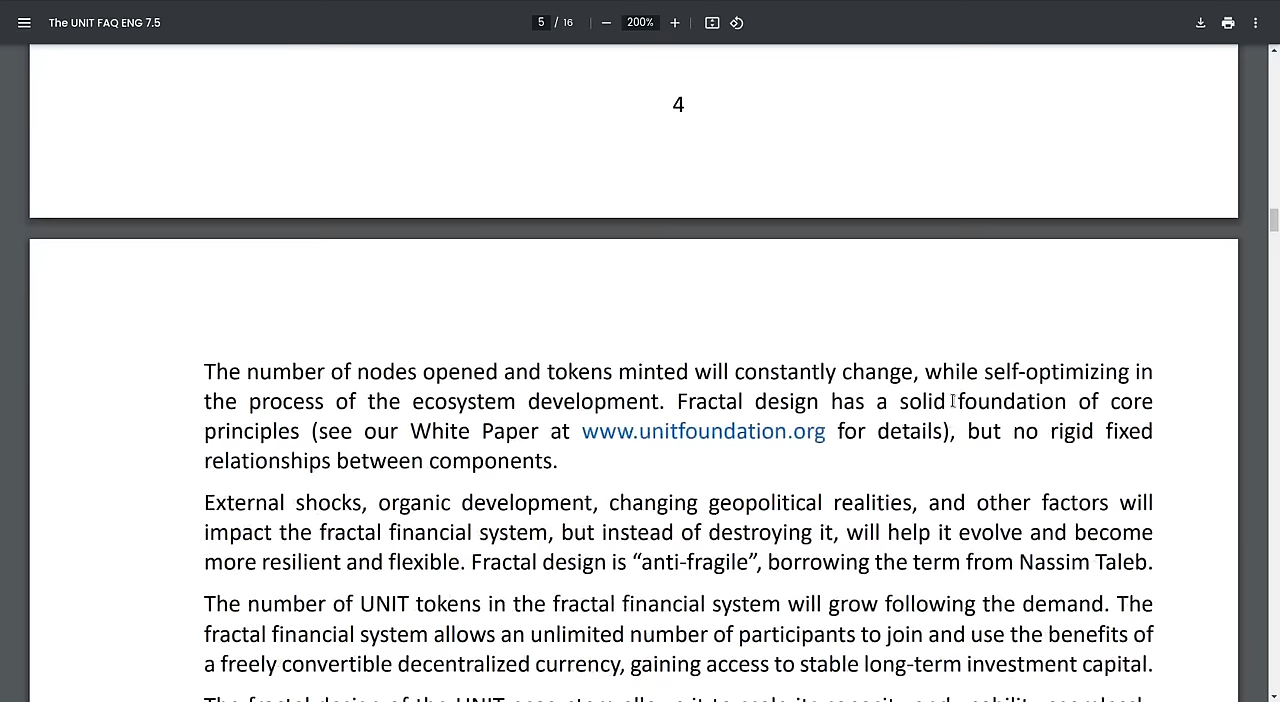 The UNIT FAQ ENG 7.5
5 / 16
200%
4
The number of nodes opened and tokens minted will constantly change, while self-optimizing in
the process of the ecosystem development. Fractal design has a solid foundation of core
principles (see our White Paper at www.unitfoundation.org for details), but no rigid fixed
relationships between components.
External shocks, organic development, changing geopolitical realities, and other factors will
impact the fractal financial system, but instead of destroying it, will help it evolve and become
more resilient and flexible. Fractal design is “anti-fragile”, borrowing the term from Nassim Taleb.
The number of UNIT tokens in the fractal financial system will grow following the demand. The
fractal financial system allows an unlimited number of participants to join and use the benefits of
a freely convertible decentralized currency, gaining access to stable long-term investment capital.